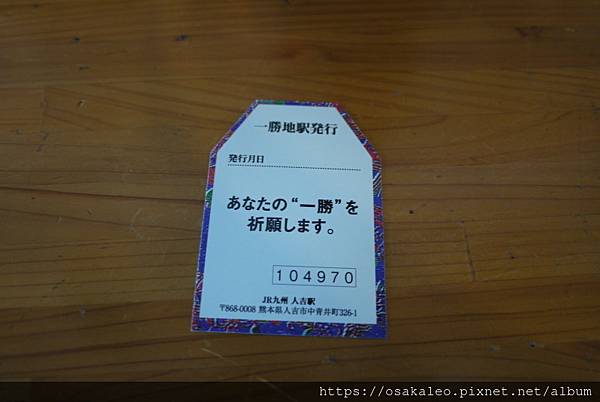 一勝地駅発行
発行月日
あなたの“一勝”を
祈願します。
104970
JR九州 人吉駅
〒868-0008 熊本県人吉市中青井町326-1
https://osakaleo.pixnet.net/album